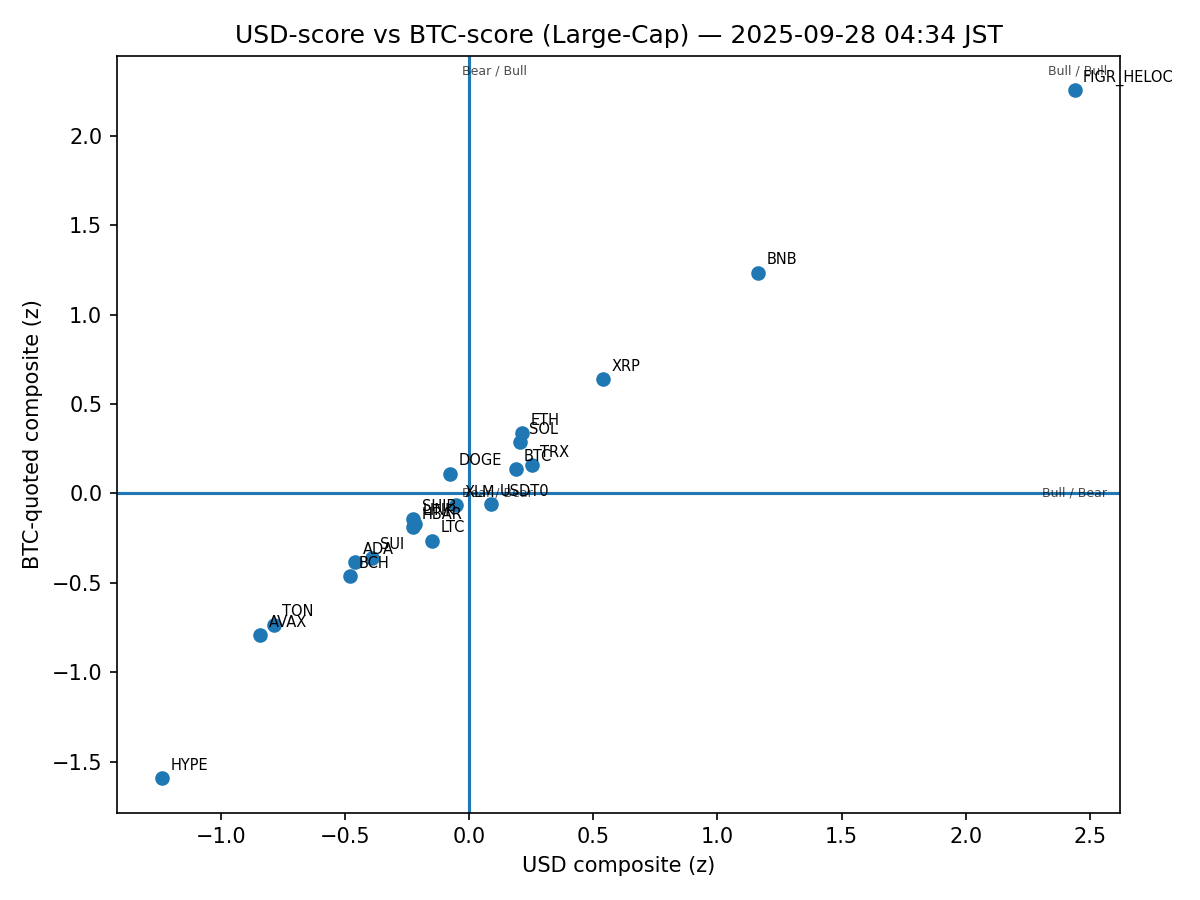 USD-score vs BTC-score (Large-Cap) — 2025-09-28 04:34 JST
Bear / Bull
Bull / Bull
FIGR_HELOC
2.0
1.5
BNB
1.0
XRP
0.5
ETH
SOL
TRX
BTC
DOGE
0.0
XLM
USDT0
Bull / Bear
SHIB
HBAR
LTC
SUI
ADA
BCH
−0.5
TON
AVAX
−1.0
−1.5
HYPE
−1.0
−0.5
0.0
0.5
1.0
1.5
2.0
2.5
USD composite (z)
BTC-quoted composite (z)